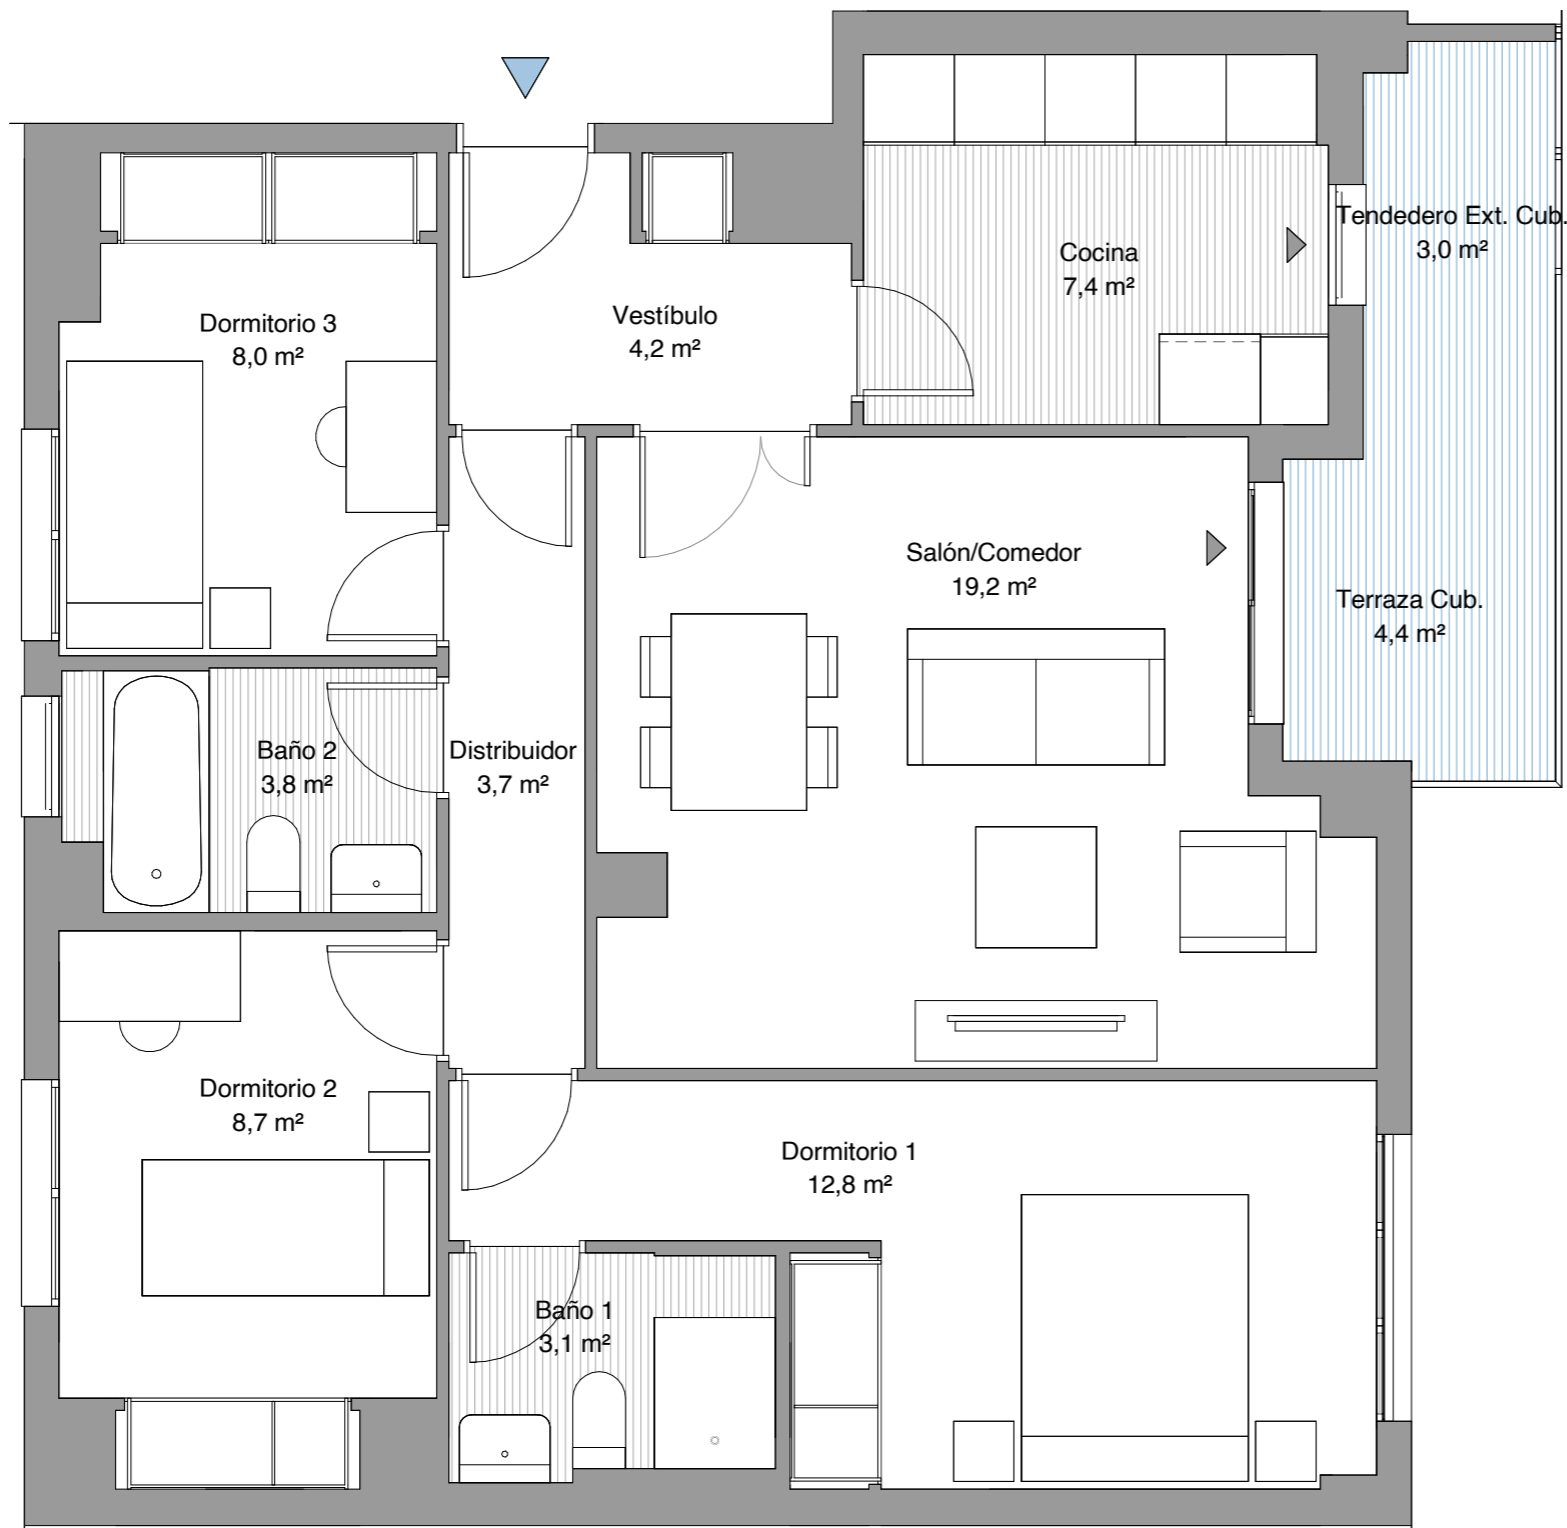 Tendedero Ext. Cub.
3,0 m²
Cocina
7,4 m²
Vestíbulo
4,2 m²
Dormitorio 3
8,0 m²
Salón/Comedor
19,2 m²
Terraza Cub.
4,4 m²
Baño 2
3,8 m²
Distribuidor
3,7 m²
Dormitorio 2
8,7 m²
Dormitorio 1
12,8 m²
Baño 1
3,1 m²